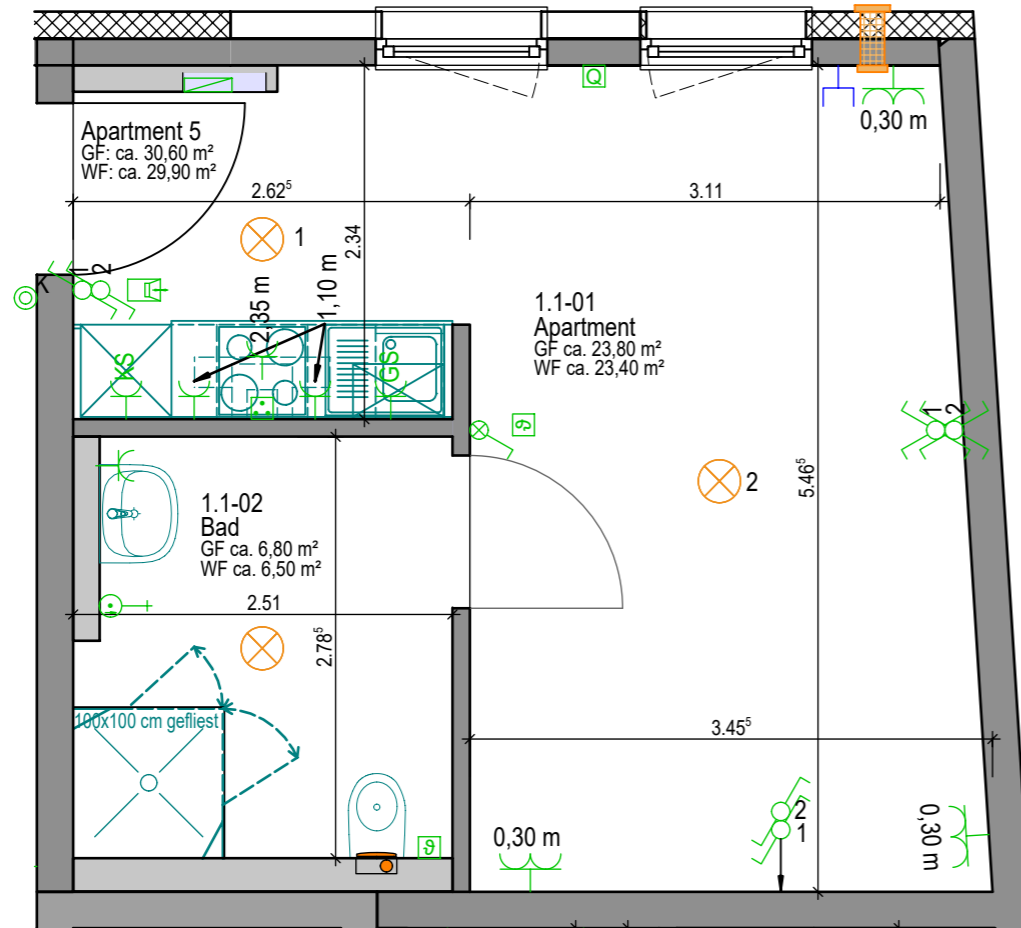 Q
0,30 m
Apartment 5
GF: ca. 30,60 m²
WF: ca. 29,90 m²
2.62⁵
3.11
1
2.34
1
2
K
2,35 m
1,10 m
1.1-01
Apartment
GF ca. 23,80 m²
WF ca. 23,40 m²
KS
GS
1
2
ϑ
2
5.46⁵
1.1-02
Bad
GF ca. 6,80 m²
WF ca. 6,50 m²
2.51
2.78⁵
100x100 cm gefliest
3.45⁵
2
1
0,30 m
0,30 m
ϑ